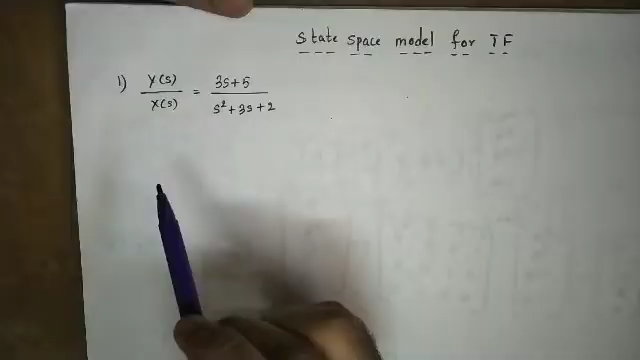 State space model for TF
1) Y(s) / X(s) = 3s+5 / s²+3s+2